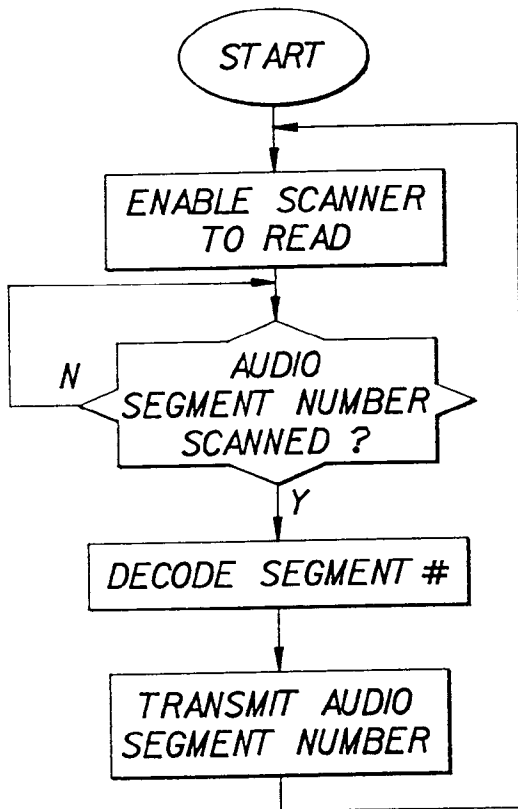 START
ENABLE SCANNER
TO READ
N
AUDIO
SEGMENT NUMBER
SCANNED ?
Y
DECODE SEGMENT #
TRANSMIT AUDIO
SEGMENT NUMBER